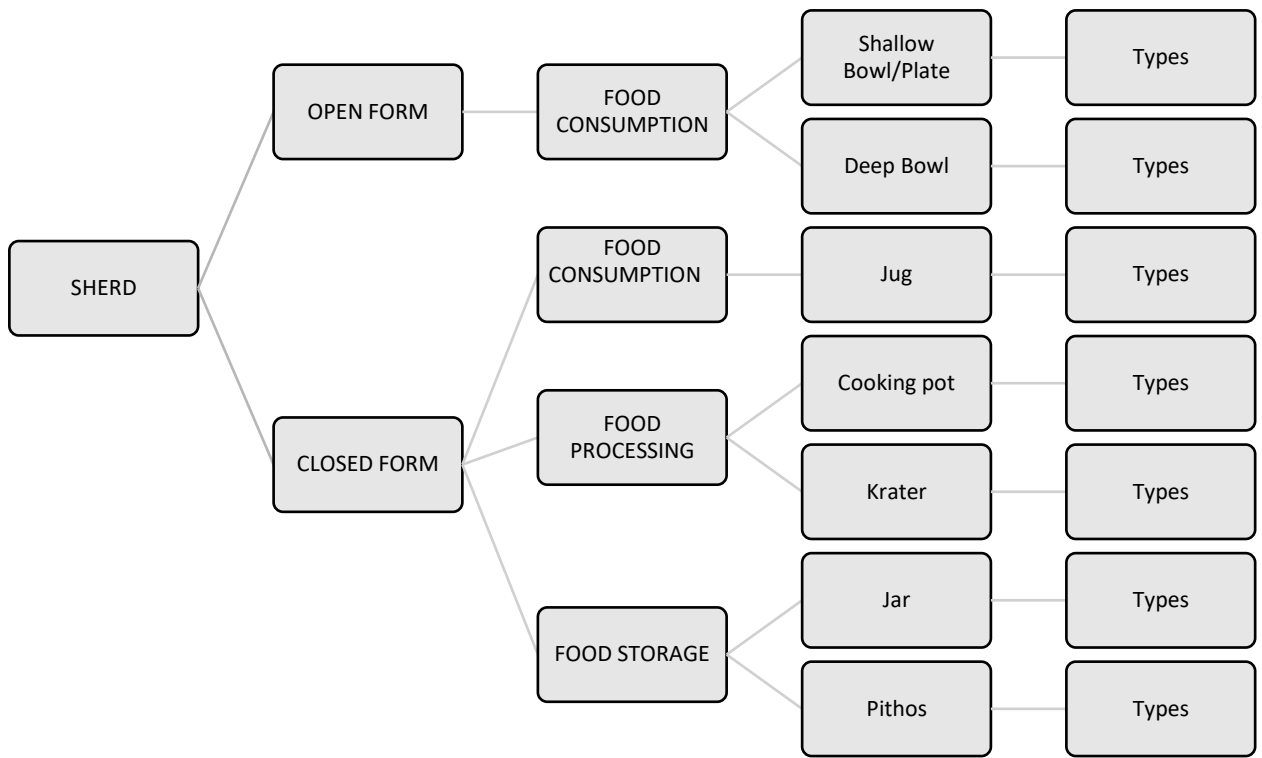 SHERD
OPEN FORM
FOOD
CONSUMPTION
Shallow
Bowl/Plate
Types
Deep Bowl
Types
CLOSED FORM
FOOD
CONSUMPTION
Jug
Types
FOOD
PROCESSING
Cooking pot
Types
Krater
Types
FOOD STORAGE
Jar
Types
Pithos
Types